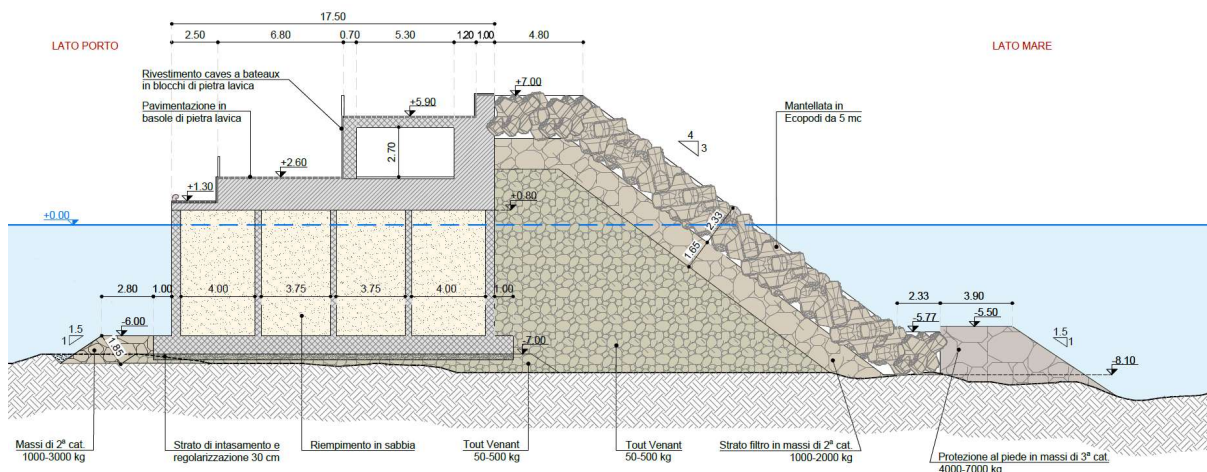 17.50
2.50 6.80 0.70 5.30 1.20 1.00 4.80
LATO PORTO
LATO MARE
Rivestimento caves a bateaux
in blocchi di pietra lavica
Pavimentazione in
basole di pietra lavica
+7.00
+5.90
Mantellata in
Ecopodi da 5 mc
4
3
2.70
+2.60
+1.30
+0.80
+0.00
2.33
1.65
2.80 1.00 4.00 3.75 3.75 4.00 1.00
2.33 3.90
-6.00
-5.77
-5.50
1.5
1
1.85
1.5
1
-7.00
-8.10
Massi di 2ª cat.
1000-3000 kg
Strato di intasamento e
regolarizzazione 30 cm
Riempimento in sabbia
Tout Venant
50-500 kg
Tout Venant
50-500 kg
Strato filtro in massi di 2ª cat.
1000-2000 kg
Protezione al piede in massi di 3ª cat.
4000-7000 kg